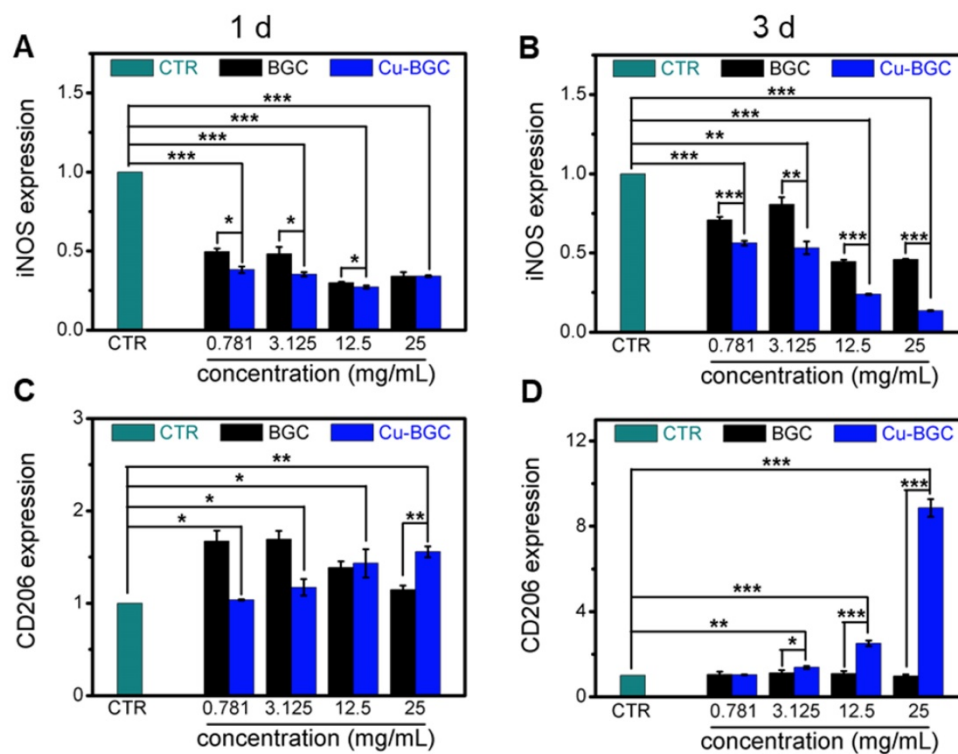 1 d
3 d
A
CTR BGC Cu-BGC
iNOS expression
1.5
1.0
0.5
0.0
***
***
***
***
*
*
*
CTR
0.781 3.125 12.5 25
concentration (mg/mL)
B
CTR BGC Cu-BGC
iNOS expression
1.5
1.0
0.5
0.0
***
***
**
***
***
**
***
***
CTR
0.781 3.125 12.5 25
concentration (mg/mL)
C
CTR BGC Cu-BGC
CD206 expression
3
2
1
0
**
*
*
*
**
CTR
0.781 3.125 12.5 25
concentration (mg/mL)
D
CTR BGC Cu-BGC
CD206 expression
12
8
4
0
***
***
***
**
***
*
CTR
0.781 3.125 12.5 25
concentration (mg/mL)